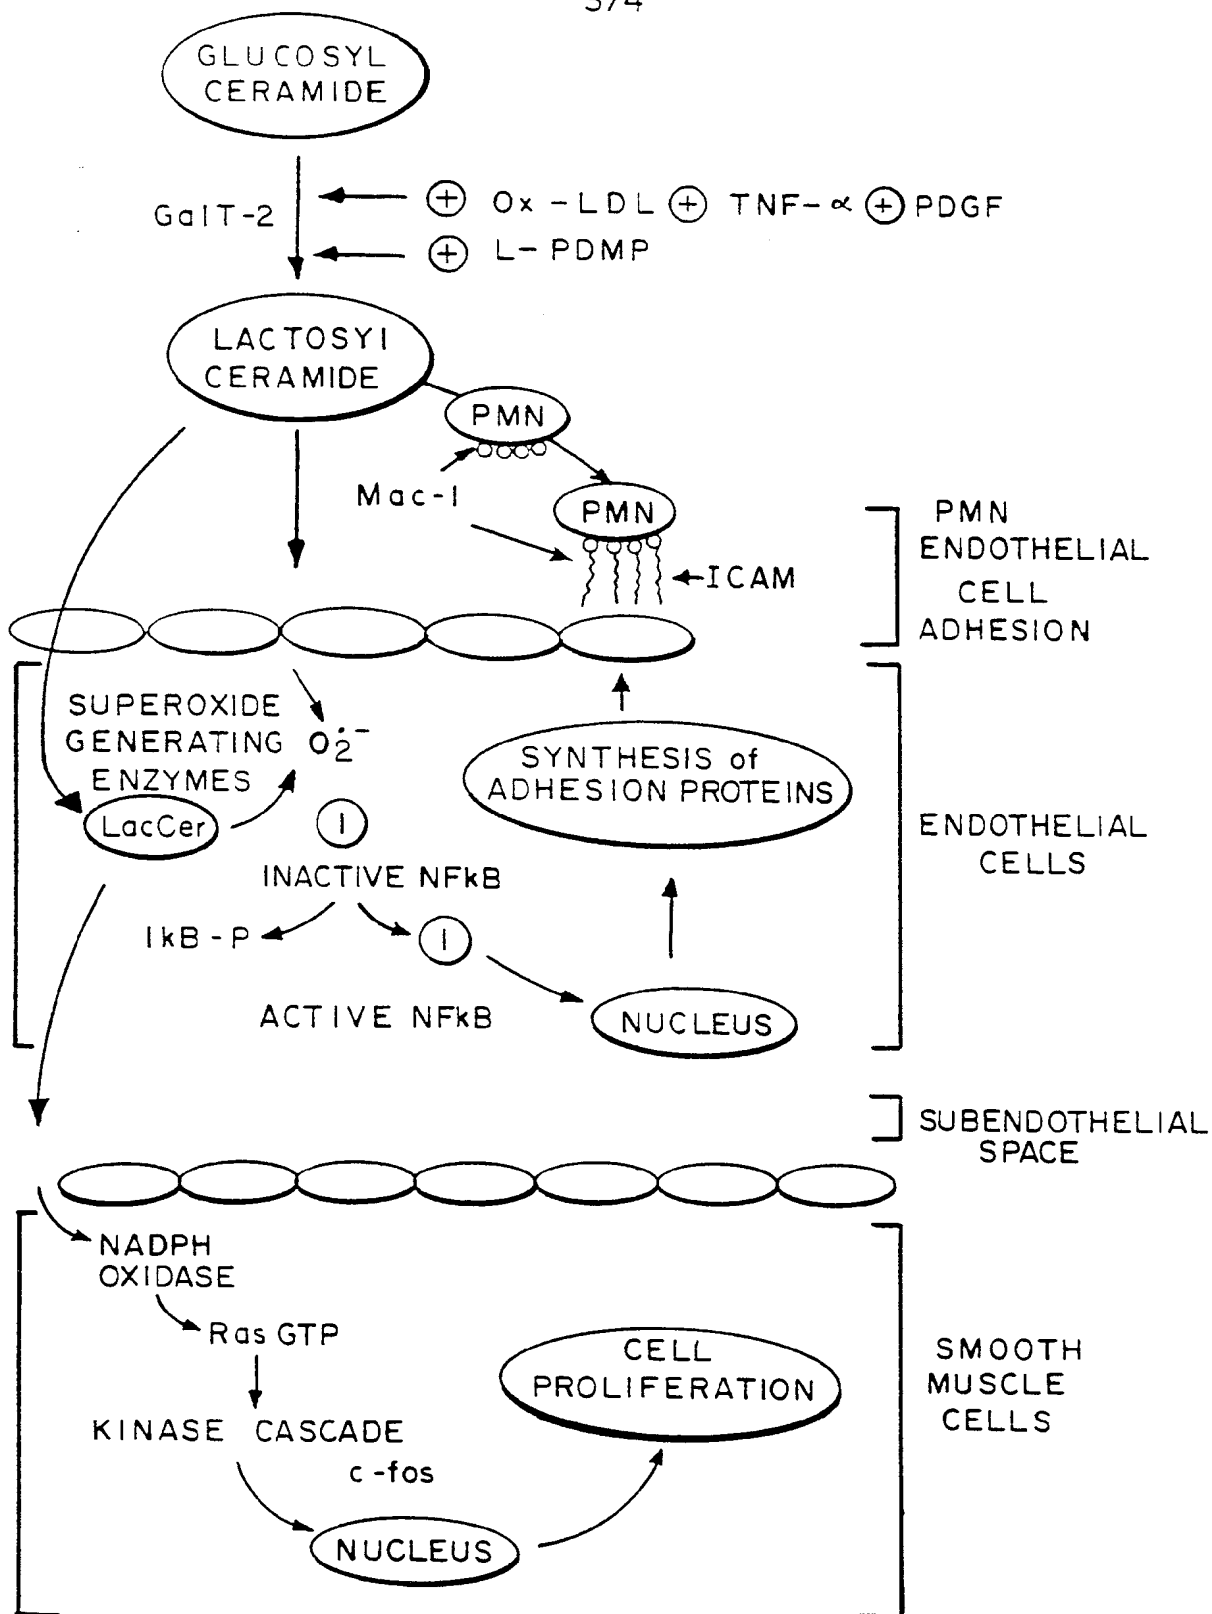 GLUCOSYL
CERAMIDE
GalT-2
+ Ox-LDL + TNF-α + PDGF
+ L-PDMP
LACTOSYl
CERAMIDE
PMN
Mac-1
PMN
ICAM
PMN
ENDOTHELIAL
CELL
ADHESION
SUPEROXIDE
GENERATING
ENZYMES
O2•−
LacCer
SYNTHESIS of
ADHESION PROTEINS
I
INACTIVE NFkB
IkB-P
I
ACTIVE NFkB
NUCLEUS
ENDOTHELIAL
CELLS
SUBENDOTHELIAL
SPACE
NADPH
OXIDASE
Ras GTP
KINASE CASCADE
c-fos
NUCLEUS
CELL
PROLIFERATION
SMOOTH
MUSCLE
CELLS